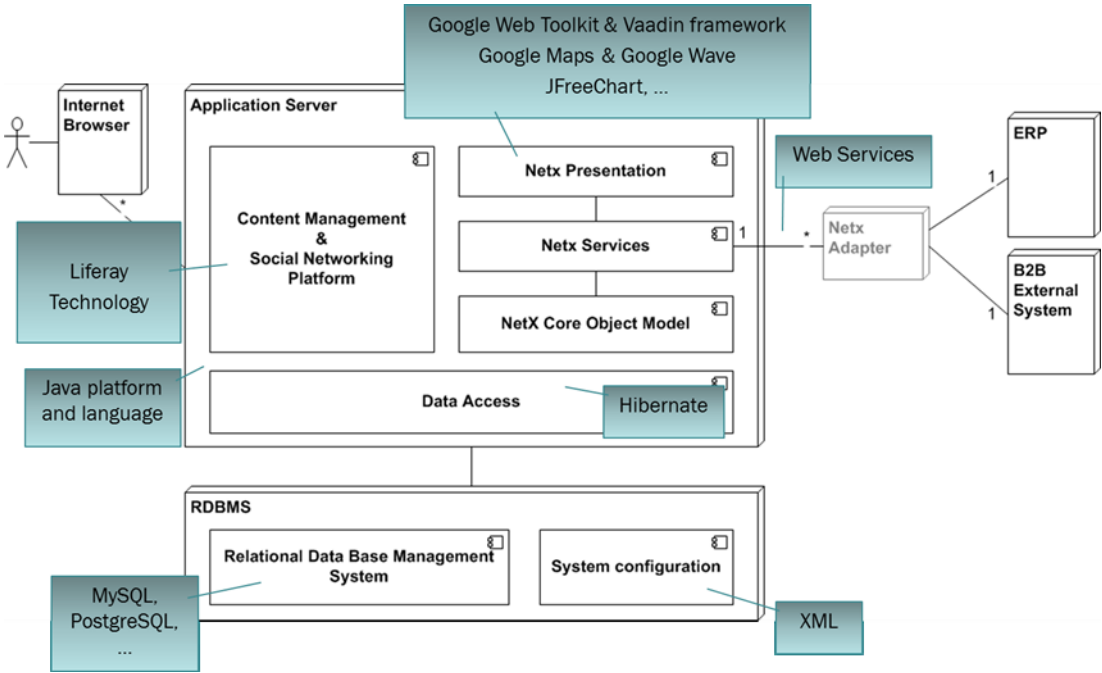 Google Web Toolkit & Vaadin framework
Google Maps & Google Wave
JFreeChart, ...
Internet
Browser
Application Server
ERP
Web Services
Netx Presentation
1
*
Content Management
&
Social Networking
Platform
Netx Services
1
*
Netx
Adapter
Liferay
Technology
B2B
External
System
1
NetX Core Object Model
Java platform
and language
Data Access
Hibernate
RDBMS
Relational Data Base Management
System
System configuration
MySQL,
PostgreSQL,
...
XML